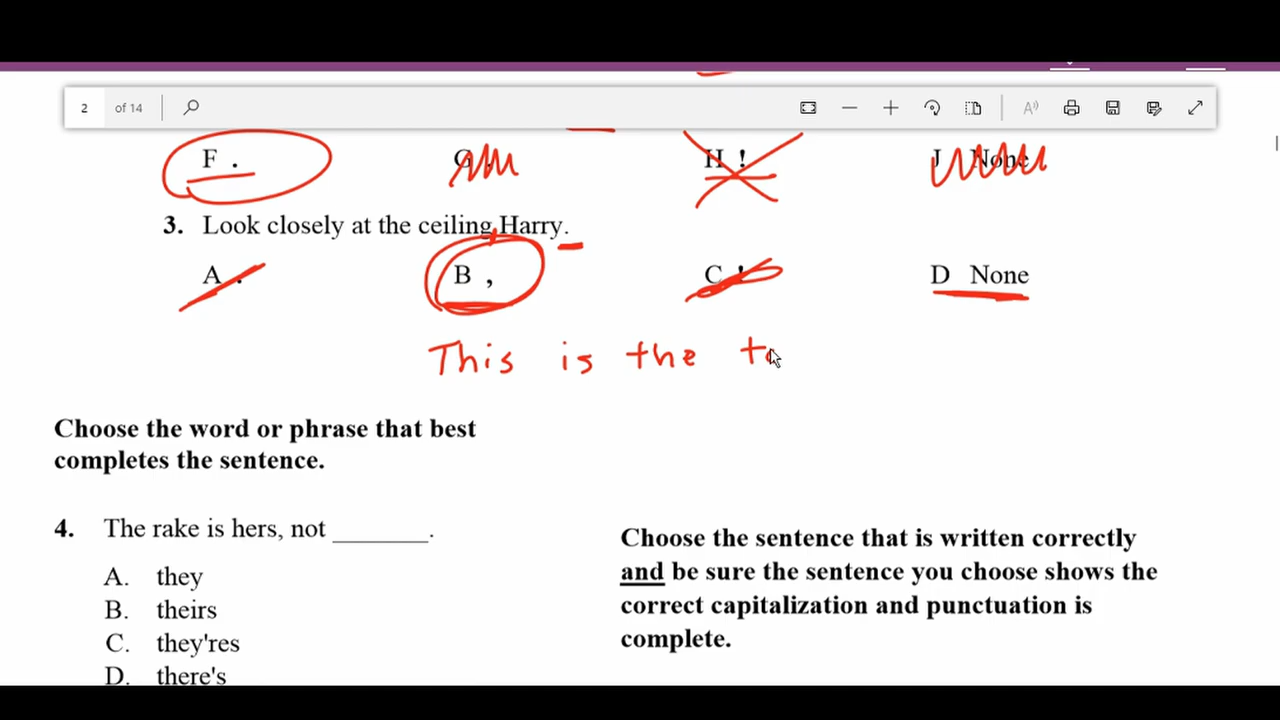 2 of 14
F . G H ! J None
3. Look closely at the ceiling, Harry.
A . B , C ! D None
This is the
Choose the word or phrase that best
completes the sentence.
4. The rake is hers, not ________.
A. they
B. theirs
C. they'res
D. there's
Choose the sentence that is written correctly
and be sure the sentence you choose shows the
correct capitalization and punctuation is
complete.